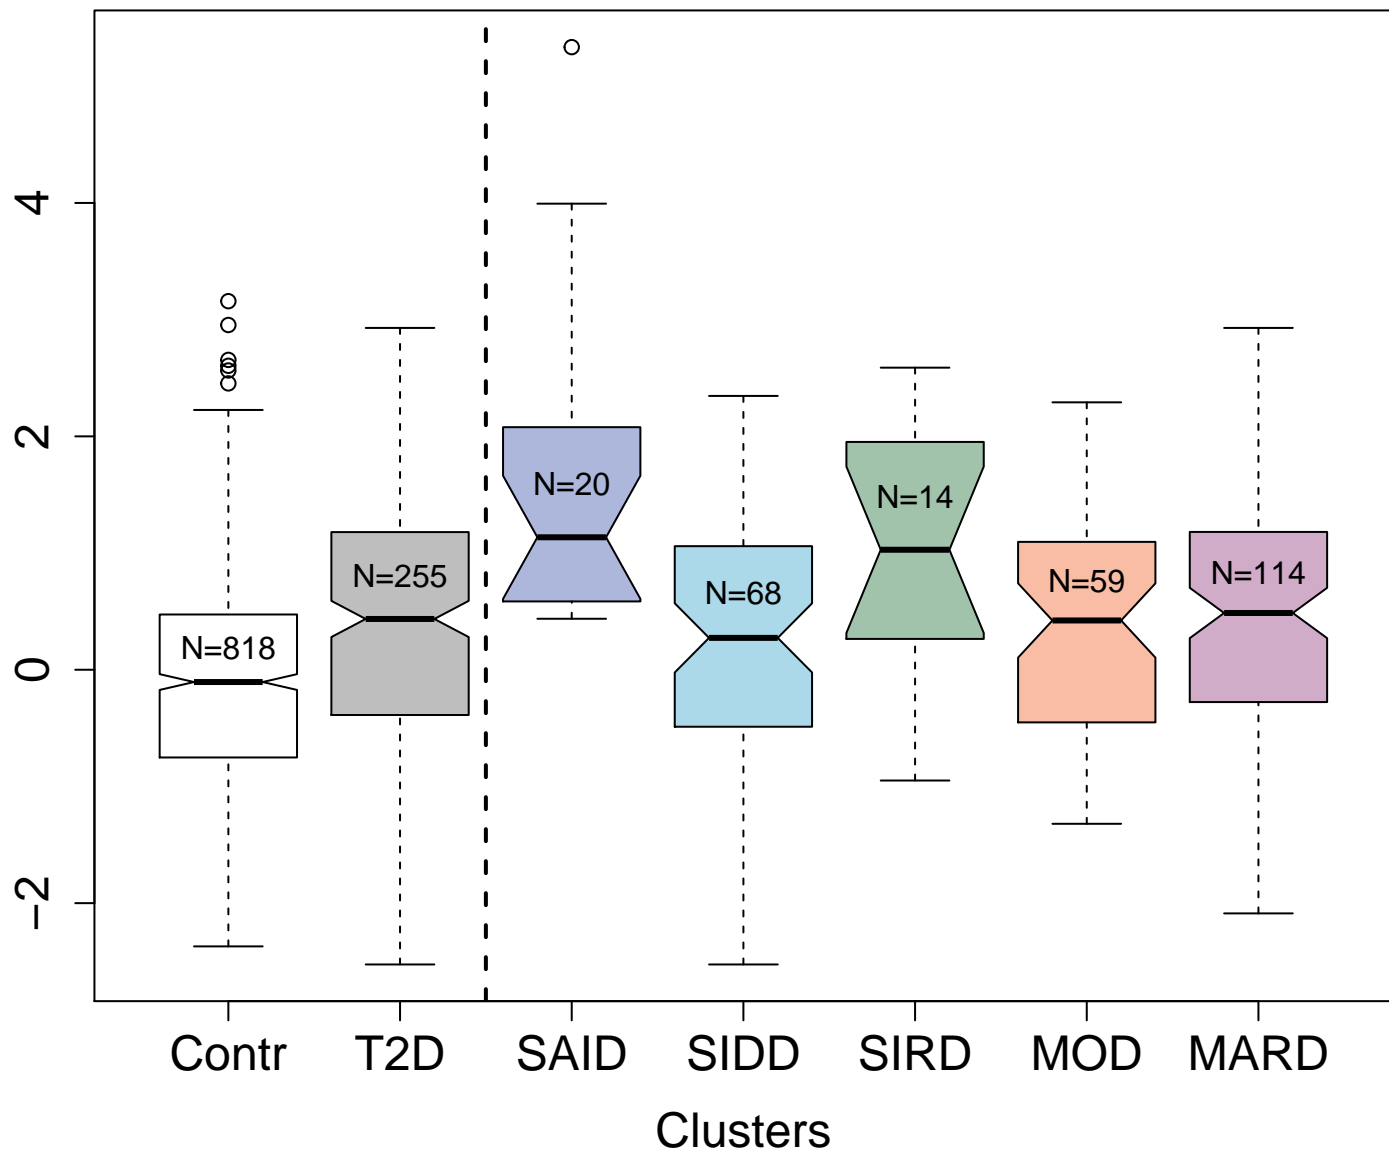 4
2
0
−2
N=818
N=255
N=20
N=68
N=14
N=59
N=114
Contr T2D SAID SIDD SIRD MOD MARD
Clusters